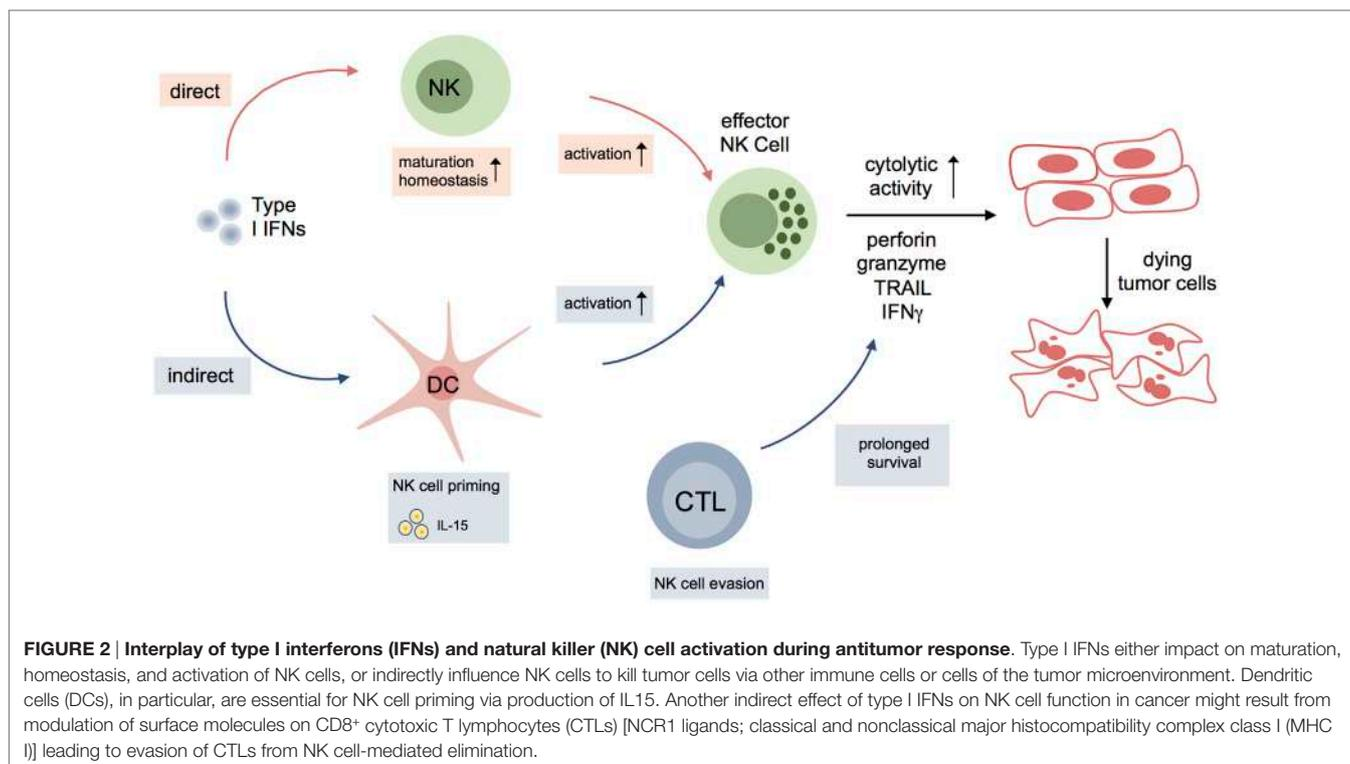 direct
NK
maturation
homeostasis
activation
effector
NK Cell
cytolytic
activity
Type
I IFNs
perforin
granzyme
TRAIL
IFNγ
dying
tumor cells
activation
indirect
DC
NK cell priming
IL-15
CTL
prolonged
survival
NK cell evasion
FIGURE 2 | Interplay of type I interferons (IFNs) and natural killer (NK) cell activation during antitumor response. Type I IFNs either impact on maturation,
homeostasis, and activation of NK cells, or indirectly influence NK cells to kill tumor cells via other immune cells or cells of the tumor microenvironment. Dendritic
cells (DCs), in particular, are essential for NK cell priming via production of IL15. Another indirect effect of type I IFNs on NK cell function in cancer might result from
modulation of surface molecules on CD8+ cytotoxic T lymphocytes (CTLs) [NCR1 ligands; classical and nonclassical major histocompatibility complex class I (MHC
I)] leading to evasion of CTLs from NK cell-mediated elimination.